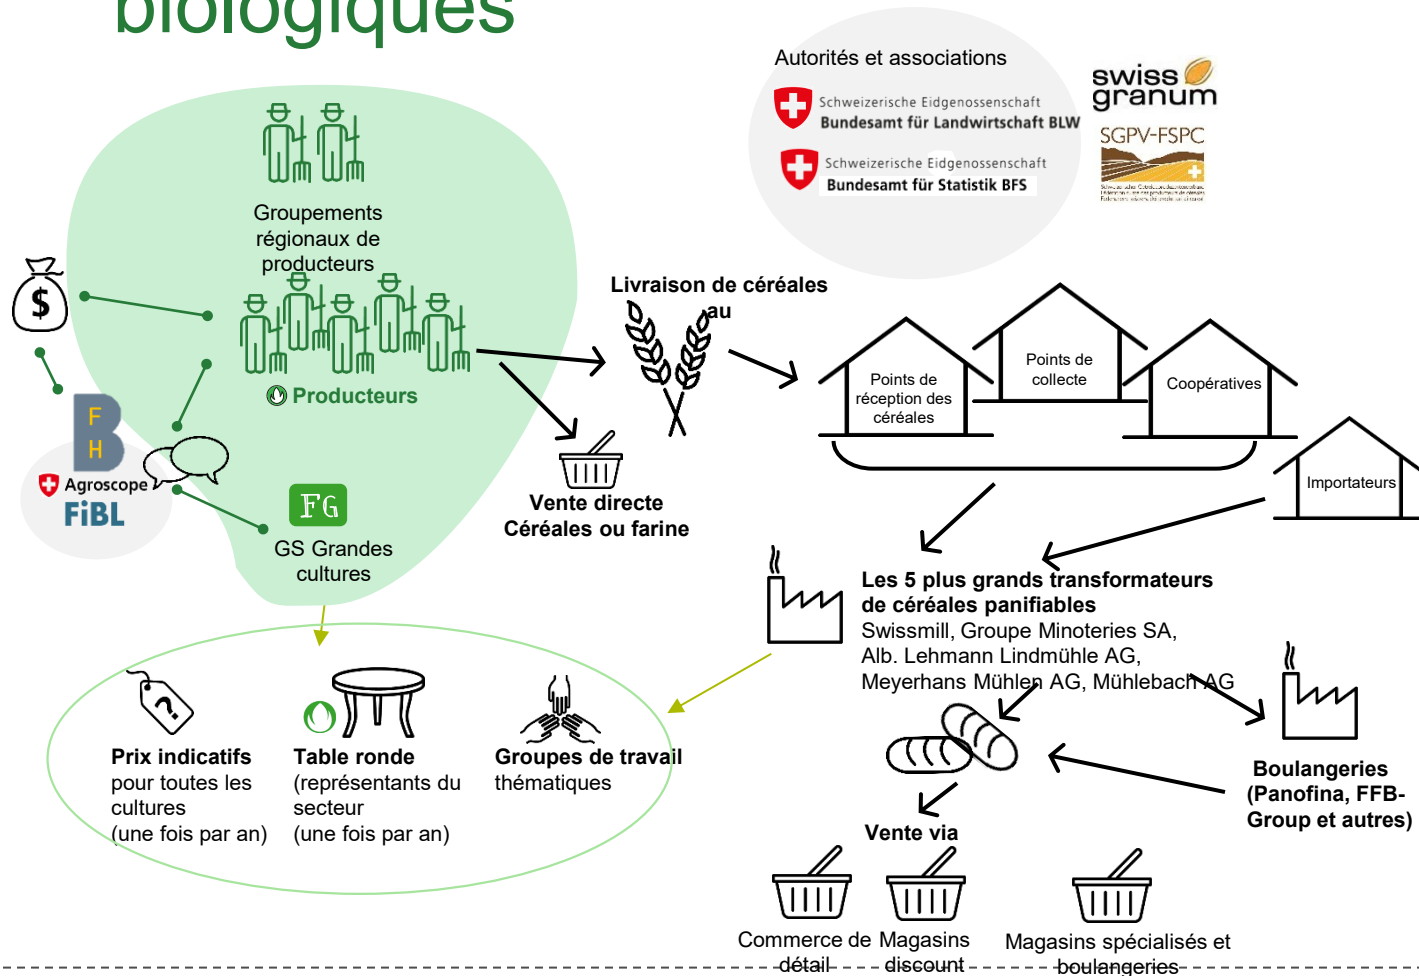 biologiques
Autorités et associations
Schweizerische Eidgenossenschaft
Bundesamt für Landwirtschaft BLW
Schweizerische Eidgenossenschaft
Bundesamt für Statistik BFS
swiss
granum
SGPV-FSPC
Groupements
régionaux de
producteurs
$
Producteurs
F
H
B
Agroscope
FiBL
FG
GS Grandes
cultures
Livraison de céréales
au
Vente directe
Céréales ou farine
Points de
réception des
céréales
Points de
collecte
Coopératives
Importateurs
Les 5 plus grands transformateurs
de céréales panifiables
Swissmill, Groupe Minoteries SA,
Alb. Lehmann Lindmühle AG,
Meyerhans Mühlen AG, Mühlebach AG
?
Prix indicatifs
pour toutes les
cultures
(une fois par an)
Table ronde
(représentants du
secteur
(une fois par an)
Groupes de travail
thématiques
Boulangeries
(Panofina, FFB-
Group et autres)
Vente via
Commerce de
détail
Magasins
discount
Magasins spécialisés et
boulangeries